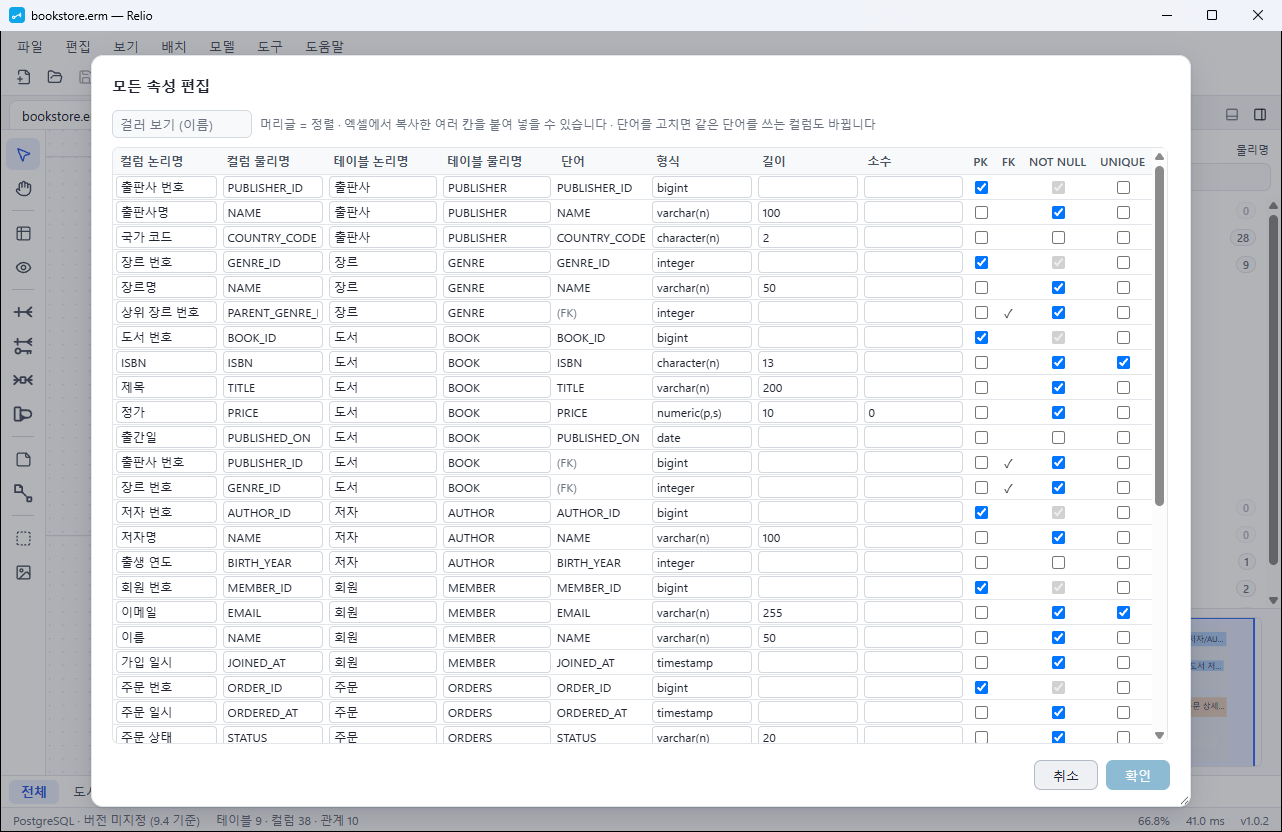 bookstore.erm — Relio
파일 편집 보기 배치 모델 도구 도움말
bookstore.e
모든 속성 편집
걸러 보기 (이름) 머리글 = 정렬 · 엑셀에서 복사한 여러 칸을 붙여 넣을 수 있습니다 · 단어를 고치면 같은 단어를 쓰는 컬럼도 바뀝니다
물리명
컬럼 논리명 컬럼 물리명 테이블 논리명 테이블 물리명 단어 형식 길이 소수 PK FK NOT NULL UNIQUE
출판사 번호 PUBLISHER_ID 출판사 PUBLISHER PUBLISHER_ID bigint
출판사명 NAME 출판사 PUBLISHER NAME varchar(n) 100
국가 코드 COUNTRY_CODE 출판사 PUBLISHER COUNTRY_CODE character(n) 2
장르 번호 GENRE_ID 장르 GENRE GENRE_ID integer
장르명 NAME 장르 GENRE NAME varchar(n) 50
상위 장르 번호 PARENT_GENRE_I 장르 GENRE (FK) integer ✓
도서 번호 BOOK_ID 도서 BOOK BOOK_ID bigint
ISBN ISBN 도서 BOOK ISBN character(n) 13
제목 TITLE 도서 BOOK TITLE varchar(n) 200
정가 PRICE 도서 BOOK PRICE numeric(p,s) 10 0
출간일 PUBLISHED_ON 도서 BOOK PUBLISHED_ON date
출판사 번호 PUBLISHER_ID 도서 BOOK (FK) bigint ✓
장르 번호 GENRE_ID 도서 BOOK (FK) integer ✓
저자 번호 AUTHOR_ID 저자 AUTHOR AUTHOR_ID bigint
저자명 NAME 저자 AUTHOR NAME varchar(n) 100
출생 연도 BIRTH_YEAR 저자 AUTHOR BIRTH_YEAR integer
회원 번호 MEMBER_ID 회원 MEMBER MEMBER_ID bigint
이메일 EMAIL 회원 MEMBER EMAIL varchar(n) 255
이름 NAME 회원 MEMBER NAME varchar(n) 50
가입 일시 JOINED_AT 회원 MEMBER JOINED_AT timestamp
주문 번호 ORDER_ID 주문 ORDERS ORDER_ID bigint
주문 일시 ORDERED_AT 주문 ORDERS ORDERED_AT timestamp
주문 상태 STATUS 주문 ORDERS STATUS varchar(n) 20
0
28
9
0
0
1
2
저자/AU...
도서 저...
문 상세...
취소 확인
전체 도서
PostgreSQL · 버전 미지정 (9.4 기준) 테이블 9 · 컬럼 38 · 관계 10 66.8% 41.0 ms v1.0.2